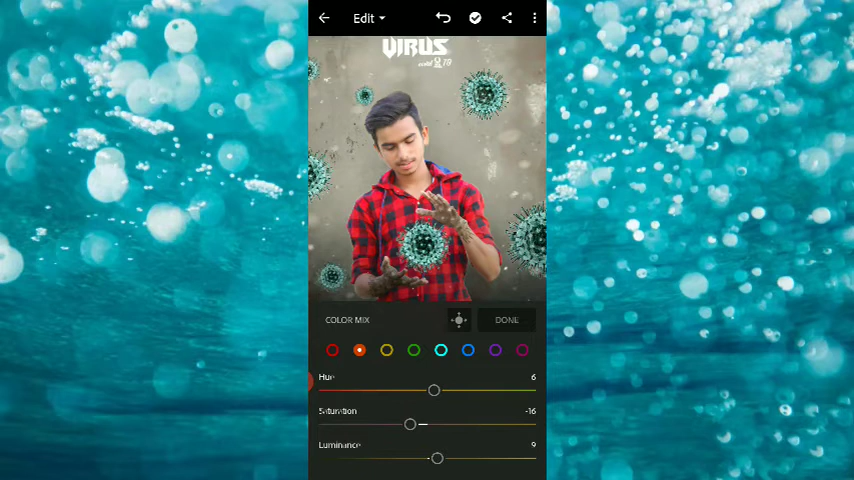 Edit
VIRUS
COLOR MIX
DONE
Hue 6
Saturation -16
Luminance 9